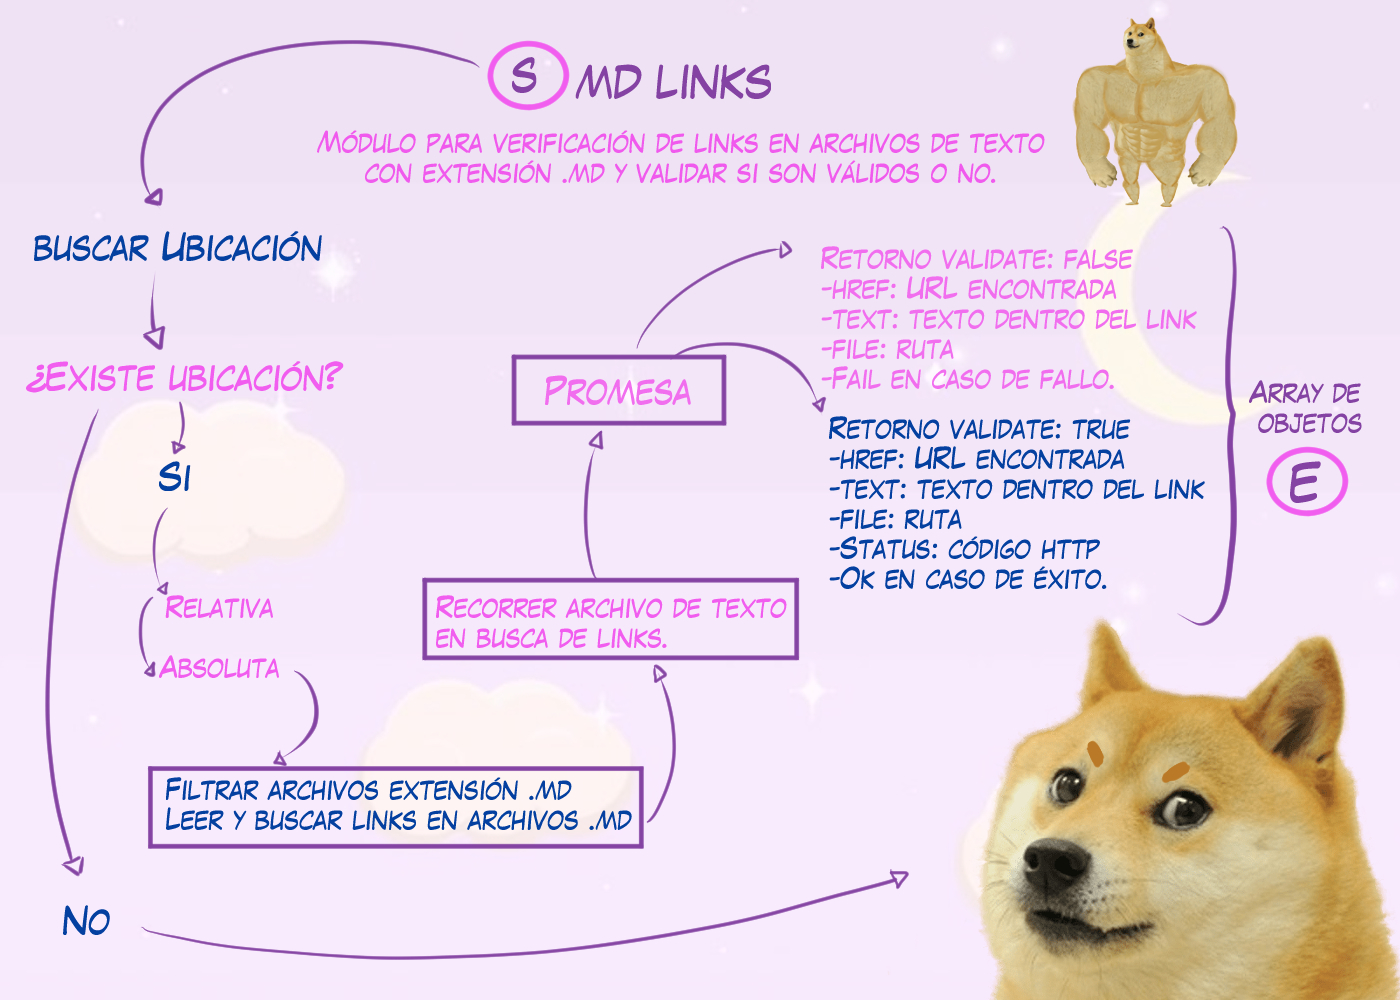 S MD LINKS
MÓDULO PARA VERIFICACIÓN DE LINKS EN ARCHIVOS DE TEXTO
CON EXTENSIÓN .MD Y VALIDAR SI SON VÁLIDOS O NO.
BUSCAR UBICACIÓN
¿EXISTE UBICACIÓN?
SI
RELATIVA
ABSOLUTA
FILTRAR ARCHIVOS EXTENSIÓN .MD
LEER Y BUSCAR LINKS EN ARCHIVOS .MD
RECORRER ARCHIVO DE TEXTO
EN BUSCA DE LINKS.
PROMESA
RETORNO VALIDATE: FALSE
-HREF: URL ENCONTRADA
-TEXT: TEXTO DENTRO DEL LINK
-FILE: RUTA
-FAIL EN CASO DE FALLO.
RETORNO VALIDATE: TRUE
-HREF: URL ENCONTRADA
-TEXT: TEXTO DENTRO DEL LINK
-FILE: RUTA
-STATUS: CÓDIGO HTTP
-OK EN CASO DE ÉXITO.
ARRAY DE
OBJETOS
E
NO